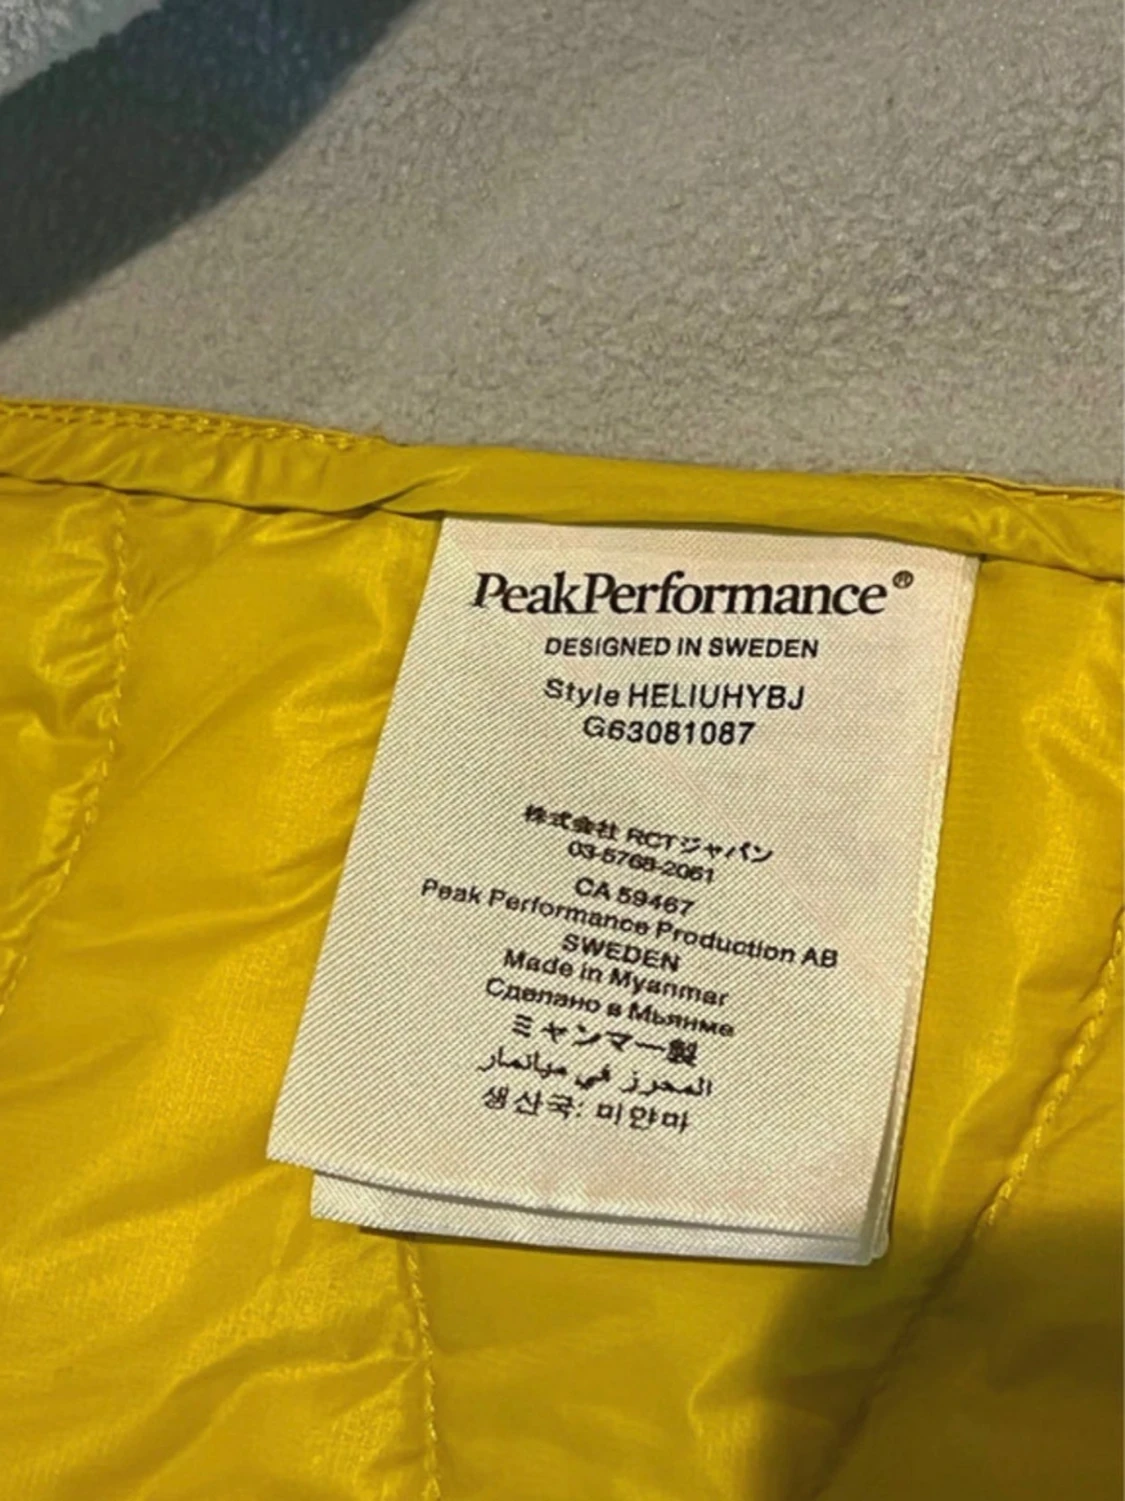 PeakPerformance®
DESIGNED IN SWEDEN
Style HELIUHYBJ
G63081087
株式会社 RCTジャパン
03-5768-2061
CA 59467
Peak Performance Production AB
SWEDEN
Made in Myanmar
Сделано в Мьянме
ミャンマー製
المحرز في ميانمار
생산국: 미얀마